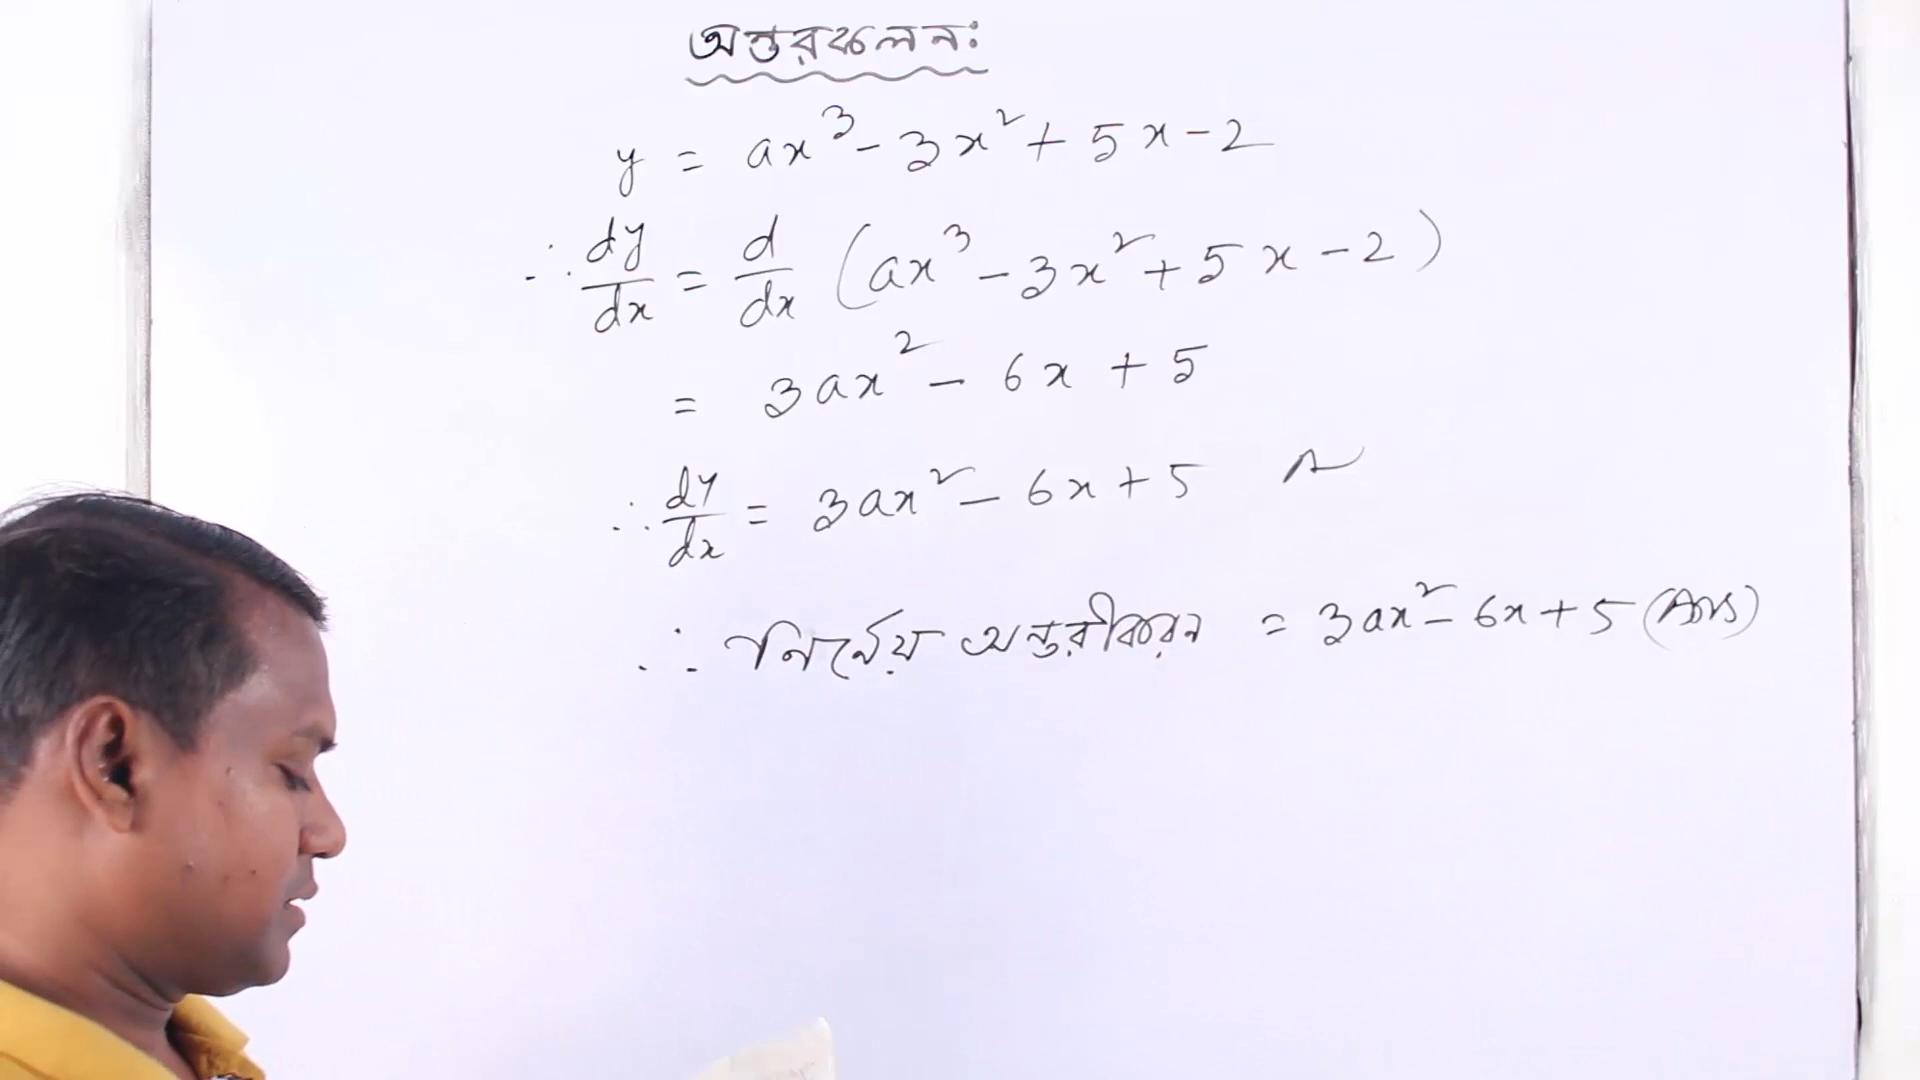 অন্তরকলন:
y = ax³ - 3x² + 5x - 2
∴ dy/dx = d/dx (ax³ - 3x² + 5x - 2)
= 3ax² - 6x + 5
∴ dy/dx = 3ax² - 6x + 5
∴ নির্ণেয় অন্তরীকরন = 3ax² - 6x + 5 (Ans)